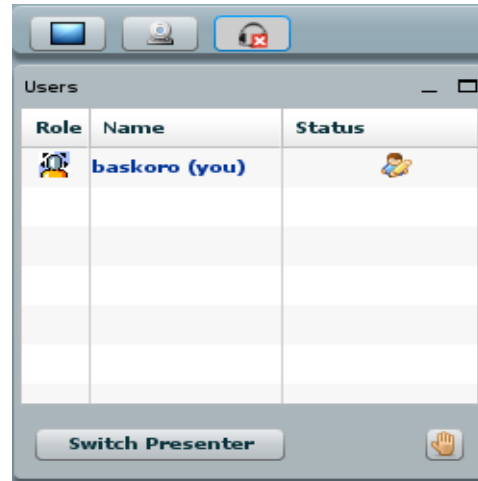 Users
Role Name Status
baskoro (you)
Switch Presenter